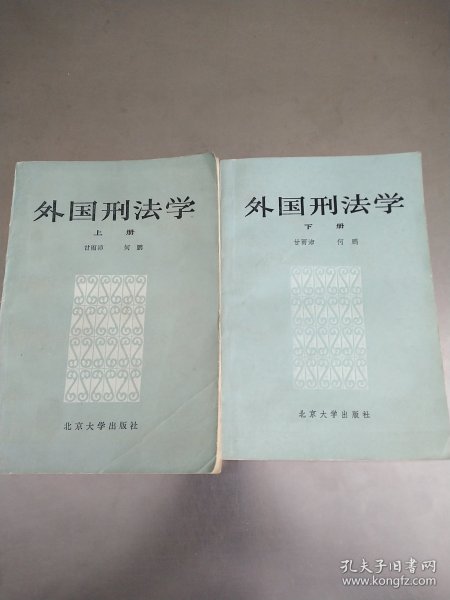 外国刑法学
上 册
甘雨沛 何 鹏
北京大学出版社
外国刑法学
下 册
甘雨沛 何 鹏
北京大学出版社
孔夫子旧书网
www.kongfz.com